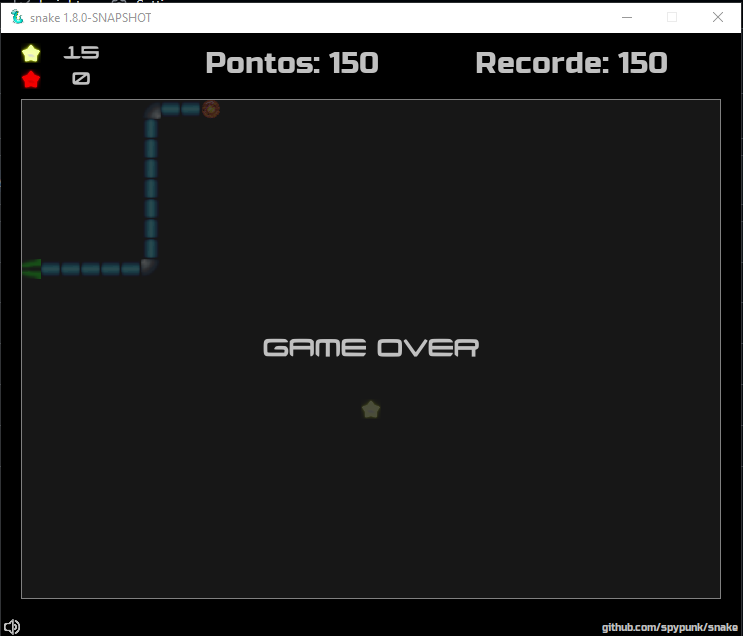 snake 1.8.0-SNAPSHOT
15
Pontos: 150
Recorde: 150
0
GAME OVER
github.com/spypunk/snake